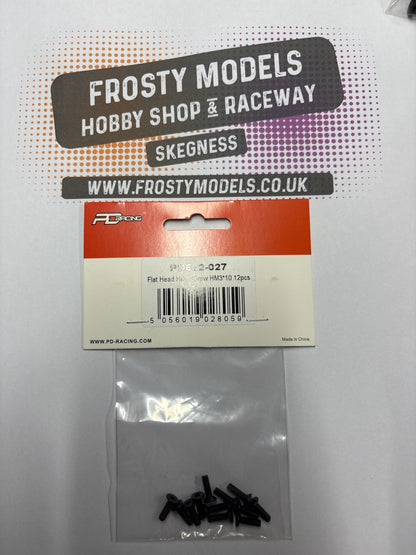 FROSTY MODELS
HOBBY SHOP & RACEWAY
SKEGNESS
WWW.FROSTYMODELS.CO.UK
PD RACING
Flat Head HM3*10 12pcs
5 056019 028059
WWW.PD-RACING.COM
Made in China